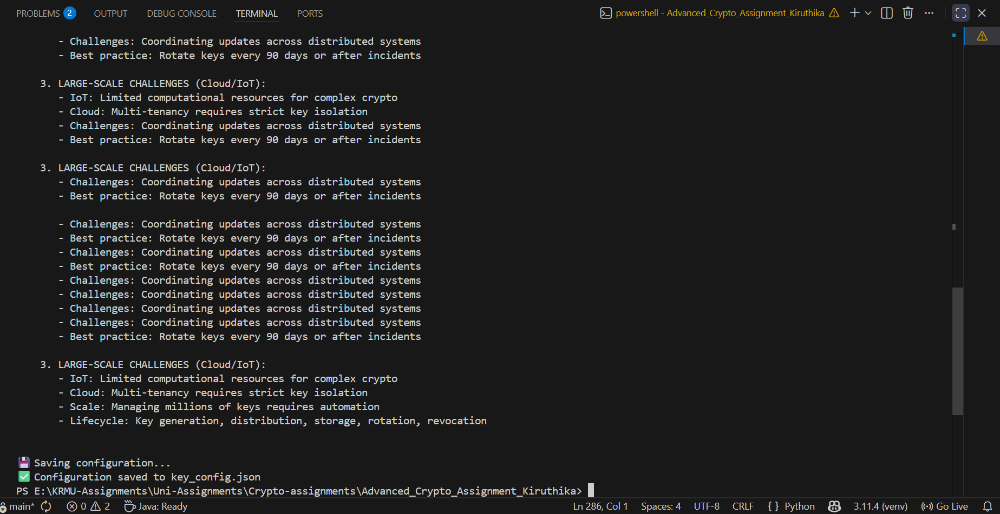 PROBLEMS 2 OUTPUT DEBUG CONSOLE TERMINAL PORTS powershell - Advanced_Crypto_Assignment_Kiruthika
- Challenges: Coordinating updates across distributed systems
- Best practice: Rotate keys every 90 days or after incidents
3. LARGE-SCALE CHALLENGES (Cloud/IoT):
- IoT: Limited computational resources for complex crypto
- Cloud: Multi-tenancy requires strict key isolation
- Challenges: Coordinating updates across distributed systems
- Best practice: Rotate keys every 90 days or after incidents
3. LARGE-SCALE CHALLENGES (Cloud/IoT):
- Challenges: Coordinating updates across distributed systems
- Best practice: Rotate keys every 90 days or after incidents
- Challenges: Coordinating updates across distributed systems
- Best practice: Rotate keys every 90 days or after incidents
- Challenges: Coordinating updates across distributed systems
- Best practice: Rotate keys every 90 days or after incidents
- Challenges: Coordinating updates across distributed systems
- Challenges: Coordinating updates across distributed systems
- Challenges: Coordinating updates across distributed systems
- Challenges: Coordinating updates across distributed systems
- Best practice: Rotate keys every 90 days or after incidents
3. LARGE-SCALE CHALLENGES (Cloud/IoT):
- IoT: Limited computational resources for complex crypto
- Cloud: Multi-tenancy requires strict key isolation
- Scale: Managing millions of keys requires automation
- Lifecycle: Key generation, distribution, storage, rotation, revocation
💾 Saving configuration...
✅ Configuration saved to key_config.json
PS E:\KRMU-Assignments\Uni-Assignments\Crypto-assignments\Advanced_Crypto_Assignment_Kiruthika>
main* 0 2 Java: Ready Ln 286, Col 1 Spaces: 4 UTF-8 CRLF { } Python 3.11.4 (venv) Go Live